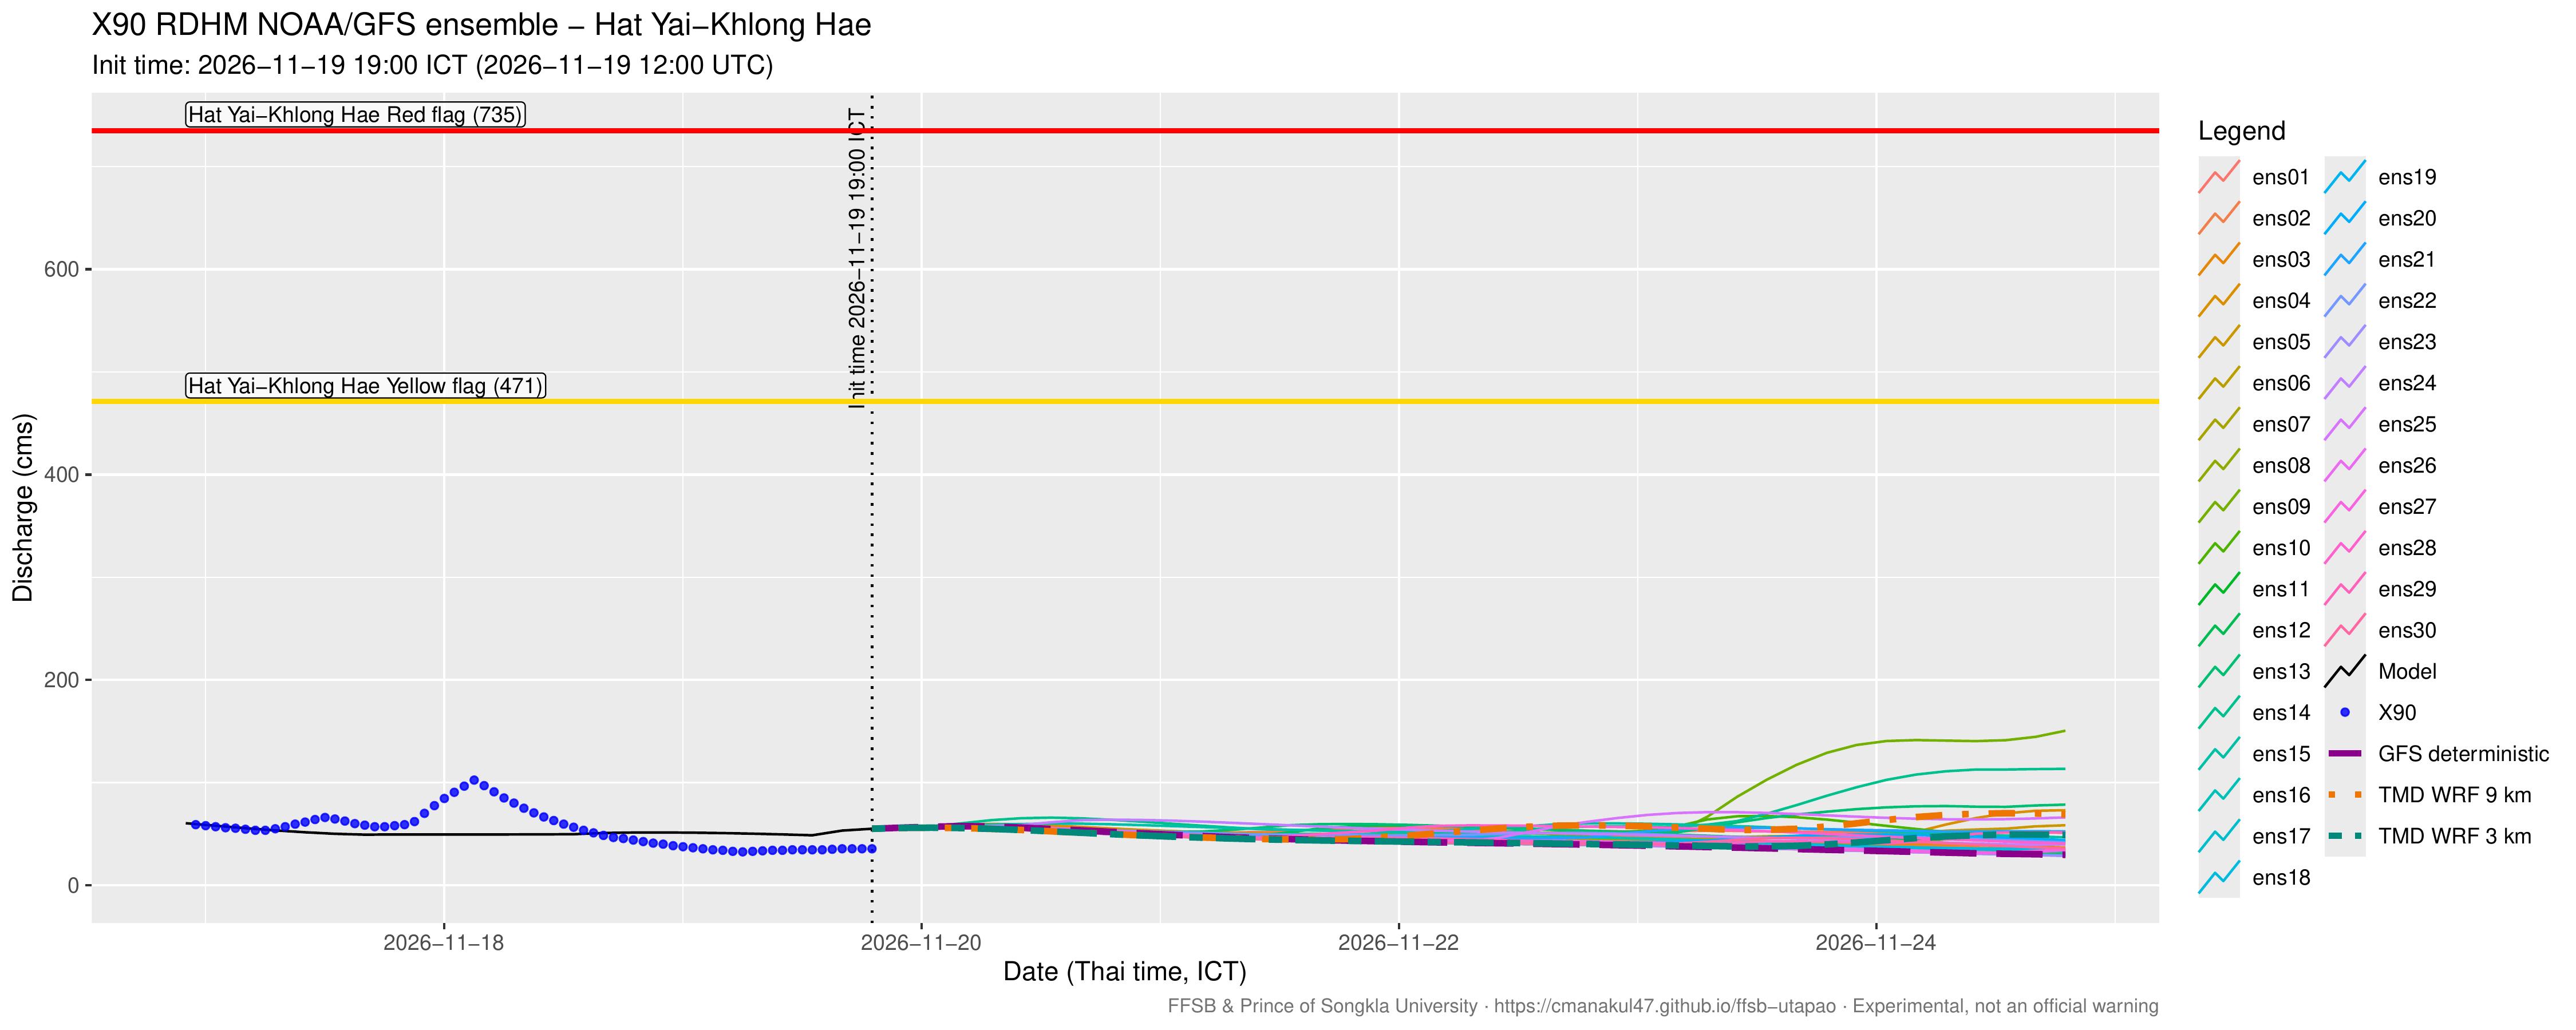 X90 RDHM NOAA/GFS ensemble – Hat Yai–Khlong Hae
Init time: 2026–11–19 19:00 ICT (2026–11–19 12:00 UTC)
Hat Yai–Khlong Hae Red flag (735)
Hat Yai–Khlong Hae Yellow flag (471)
Init time 2026–11–19 19:00 ICT
Discharge (cms)
600
400
200
0
2026–11–18
2026–11–20
2026–11–22
2026–11–24
Date (Thai time, ICT)
Legend
ens01
ens02
ens03
ens04
ens05
ens06
ens07
ens08
ens09
ens10
ens11
ens12
ens13
ens14
ens15
ens16
ens17
ens18
ens19
ens20
ens21
ens22
ens23
ens24
ens25
ens26
ens27
ens28
ens29
ens30
Model
X90
GFS deterministic
TMD WRF 9 km
TMD WRF 3 km
FFSB & Prince of Songkla University · https://cmanakul47.github.io/ffsb–utapao · Experimental, not an official warning